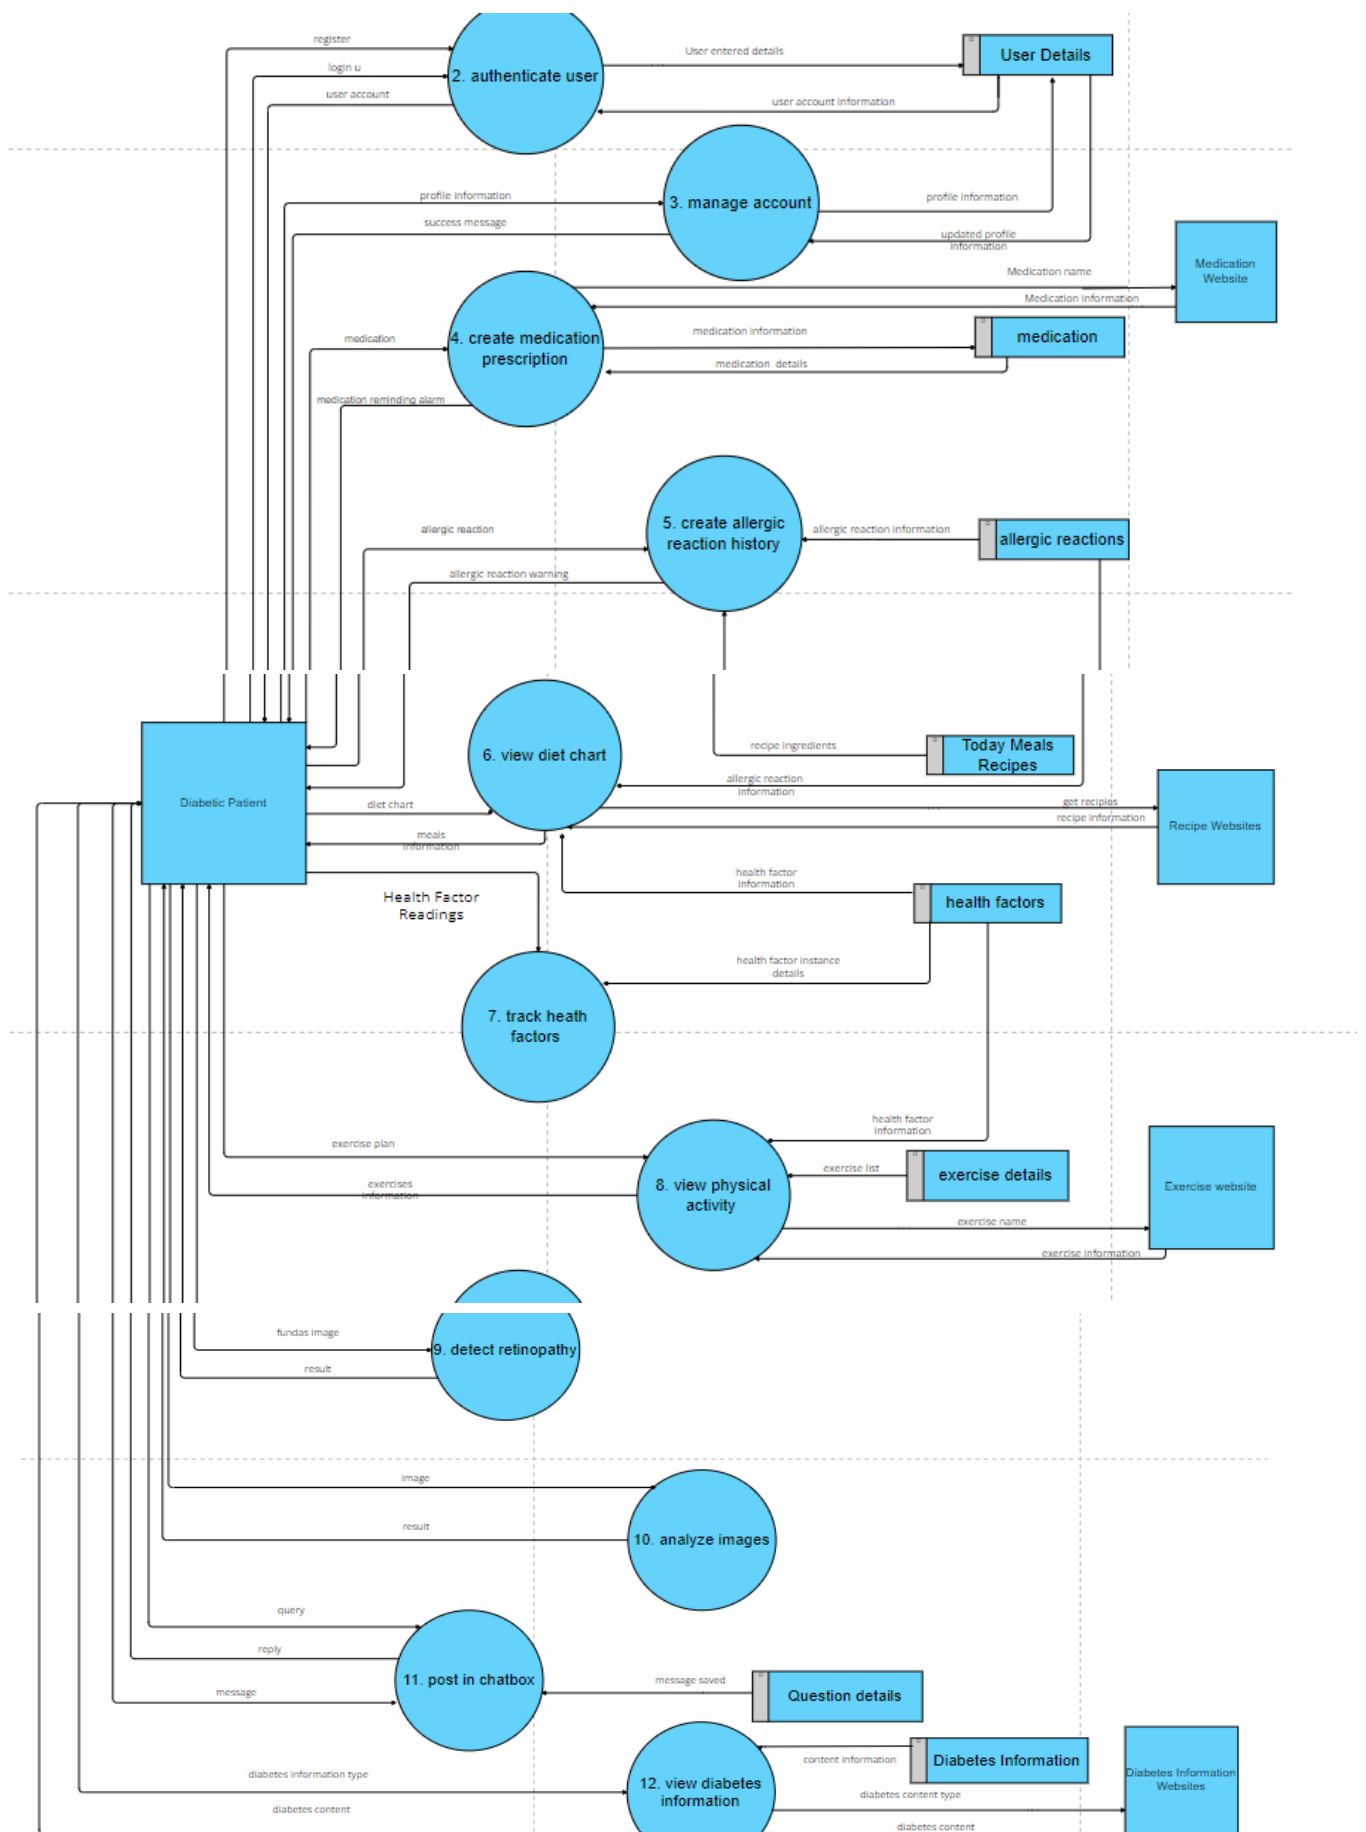 register
User entered details
User Details
login u
2. authenticate user
user account
user account information
profile information
3. manage account
profile information
success message
updated profile
information
Medication
Website
Medication name
Medication information
medication
4. create medication
prescription
medication information
medication
medication details
medication reminding alarm
5. create allergic
reaction history
allergic reaction
allergic reaction information
allergic reactions
allergic reaction warning
Diabetic Patient
6. view diet chart
recipe ingredients
Today Meals
Recipes
allergic reaction
information
diet chart
get recipies
recipe information
Recipe Websites
meals
information
Health Factor
Readings
health factor
information
health factors
health factor instance
details
7. track heath
factors
health factor
information
exercise plan
exercise list
exercise details
8. view physical
activity
Exercise website
exercises
information
exercise name
exercise information
fundas image
9. detect retinopathy
result
image
10. analyze images
result
query
reply
11. post in chatbox
message saved
Question details
message
12. view diabetes
information
content information
Diabetes Information
Diabetes Information
Websites
diabetes information type
diabetes content type
diabetes content
diabetes content